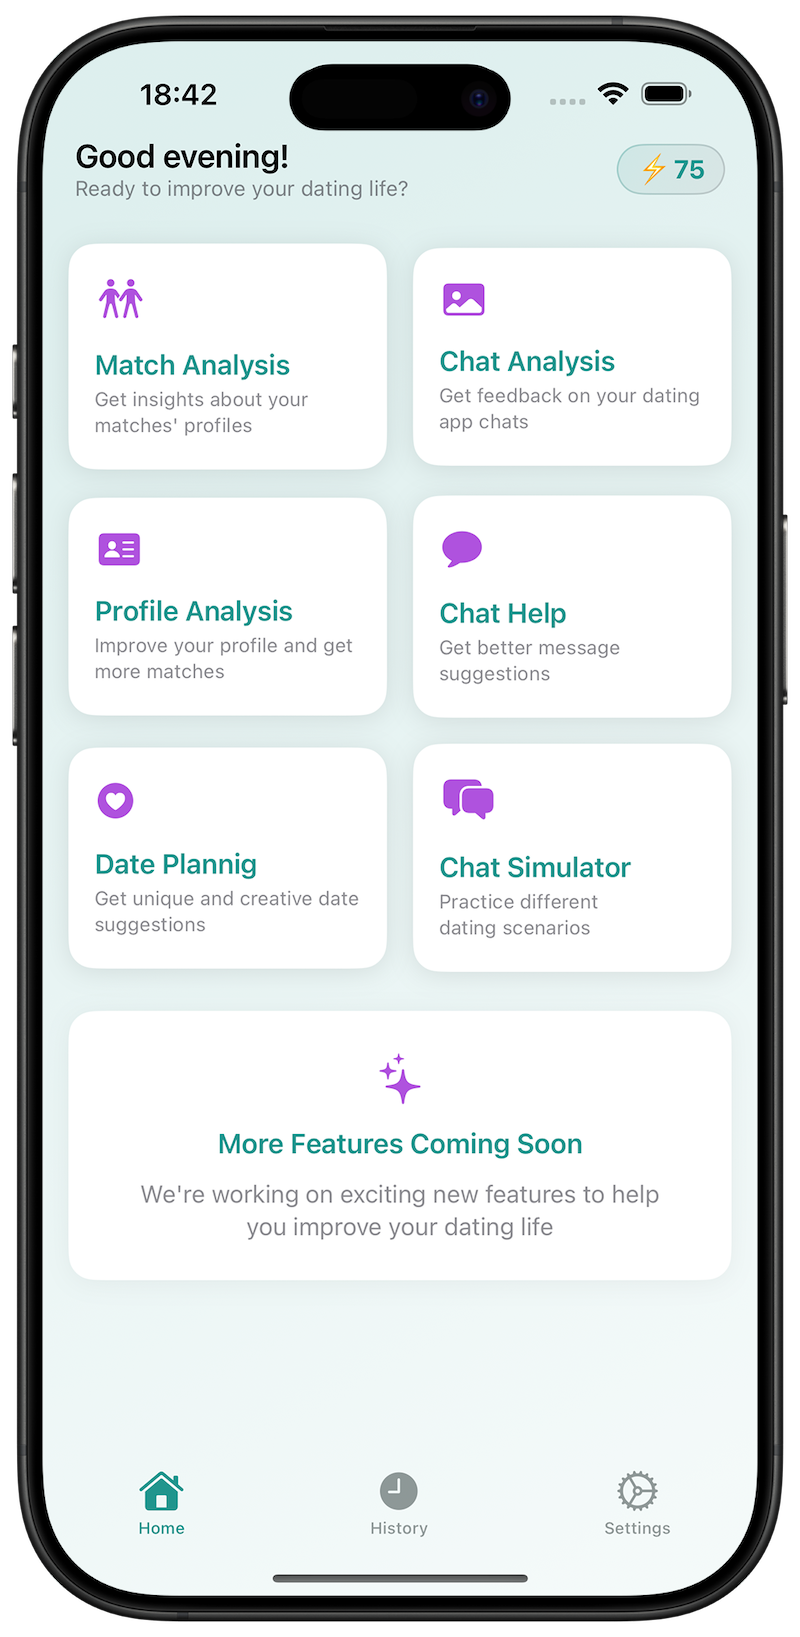 18:42
Good evening!
Ready to improve your dating life?
75
Match Analysis
Get insights about your
matches' profiles
Chat Analysis
Get feedback on your dating
app chats
Profile Analysis
Improve your profile and get
more matches
Chat Help
Get better message
suggestions
Date Plannig
Get unique and creative date
suggestions
Chat Simulator
Practice different
dating scenarios
More Features Coming Soon
We're working on exciting new features to help
you improve your dating life
Home
History
Settings